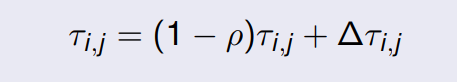 τi,j = (1 − ρ)τi,j + Δτi,j